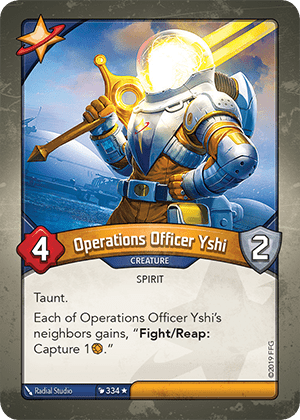 Operations Officer Yshi
4
CREATURE
2
SPIRIT
Taunt.
Each of Operations Officer Yshi’s
neighbors gains, “Fight/Reap:
Capture 1.”
©2019 FFG
Radial Studio
334 ★